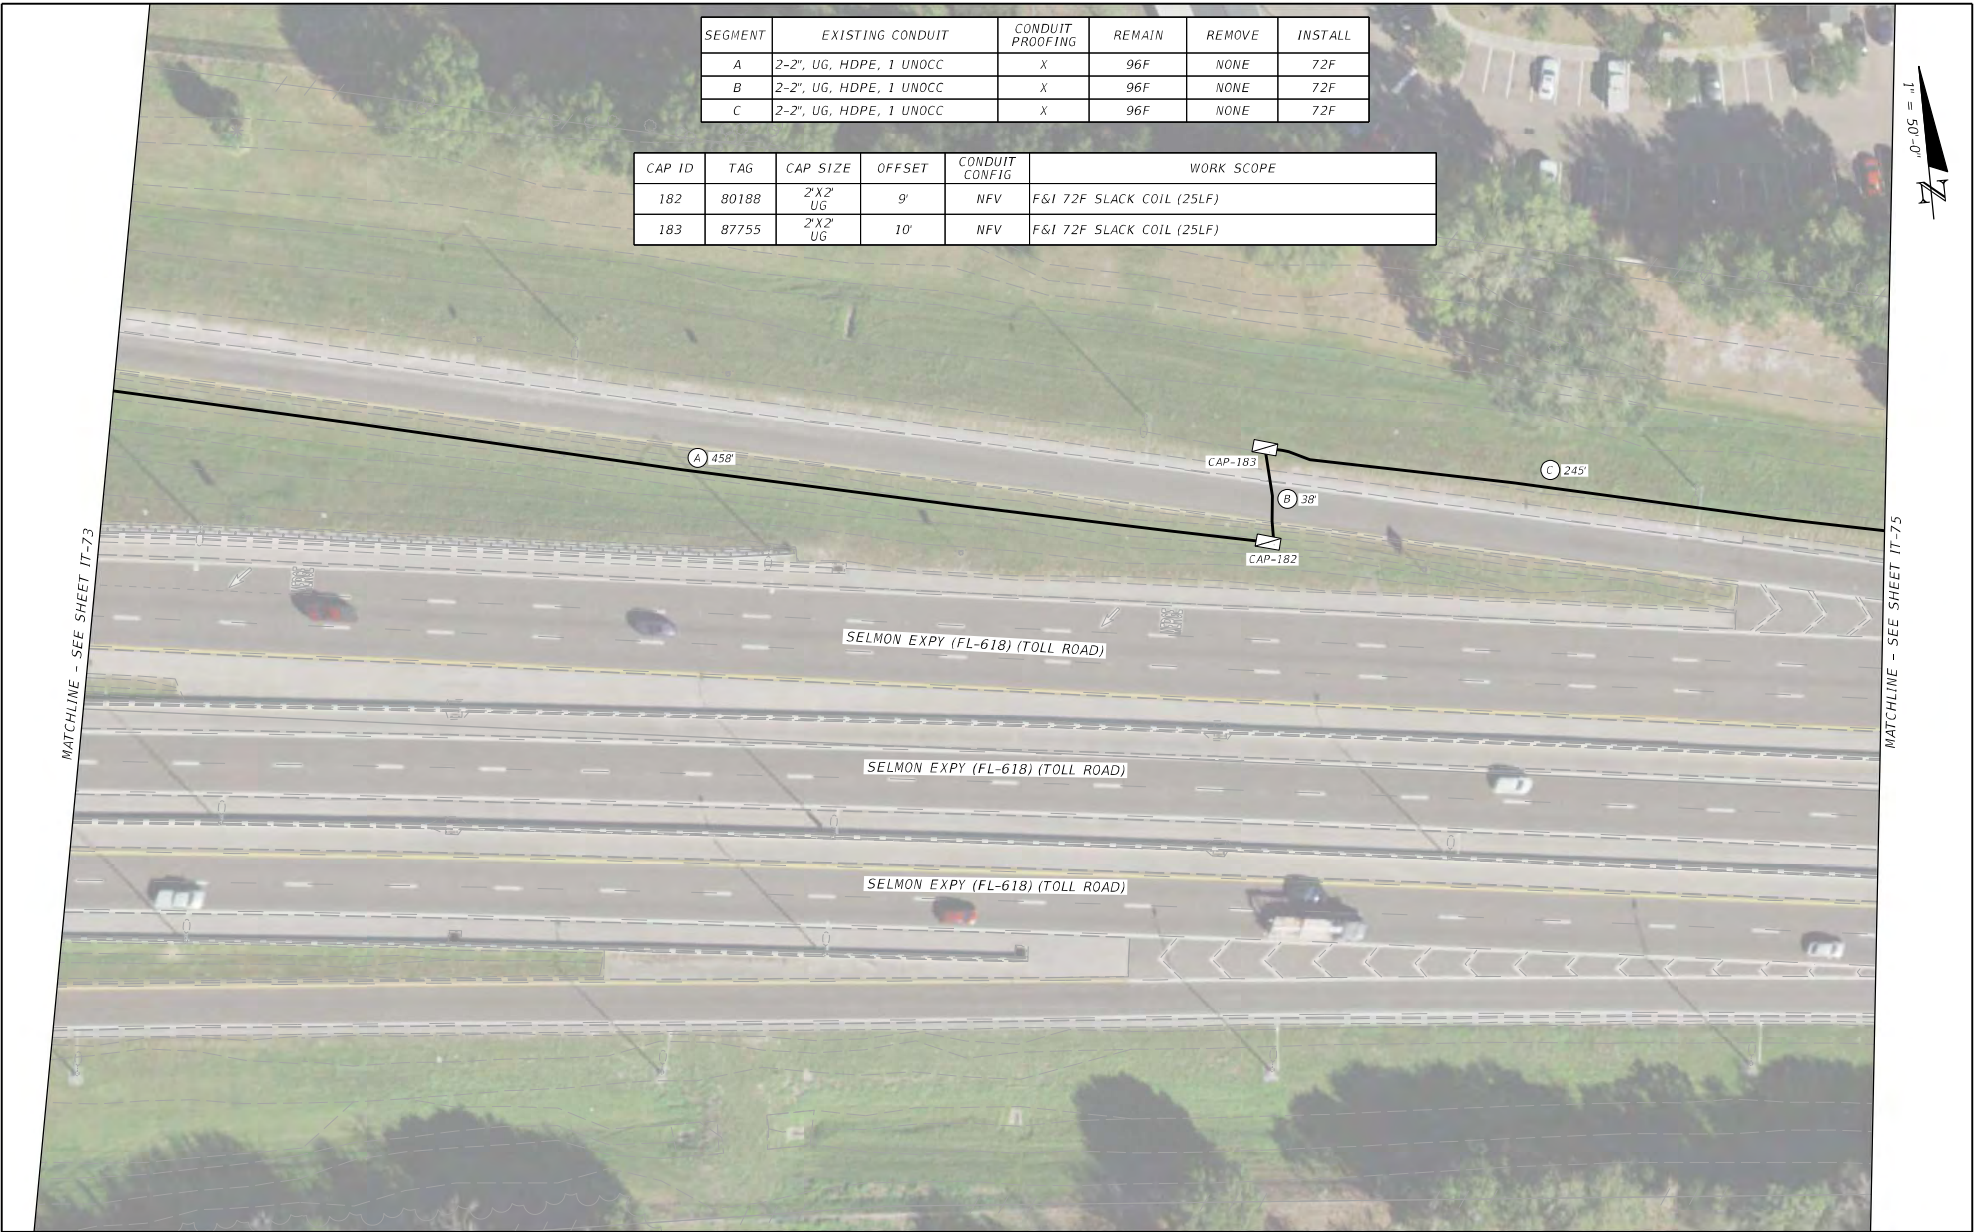 SEGMENT EXISTING CONDUIT CONDUIT PROOFING REMAIN REMOVE INSTALL
A 2-2", UG, HDPE, 1 UNOCC X 96F NONE 72F
B 2-2", UG, HDPE, 1 UNOCC X 96F NONE 72F
C 2-2", UG, HDPE, 1 UNOCC X 96F NONE 72F
CAP ID TAG CAP SIZE OFFSET CONDUIT CONFIG WORK SCOPE
182 80188 2'X2' UG 9' NFV F&I 72F SLACK COIL (25LF)
183 87755 2'X2' UG 10' NFV F&I 72F SLACK COIL (25LF)
1" = 50'-0"
N
A 458'
CAP-183
C 245'
B 38'
CAP-182
MATCHLINE - SEE SHEET IT-73
MATCHLINE - SEE SHEET IT-75
SELMON EXPY (FL-618) (TOLL ROAD)
SELMON EXPY (FL-618) (TOLL ROAD)
SELMON EXPY (FL-618) (TOLL ROAD)